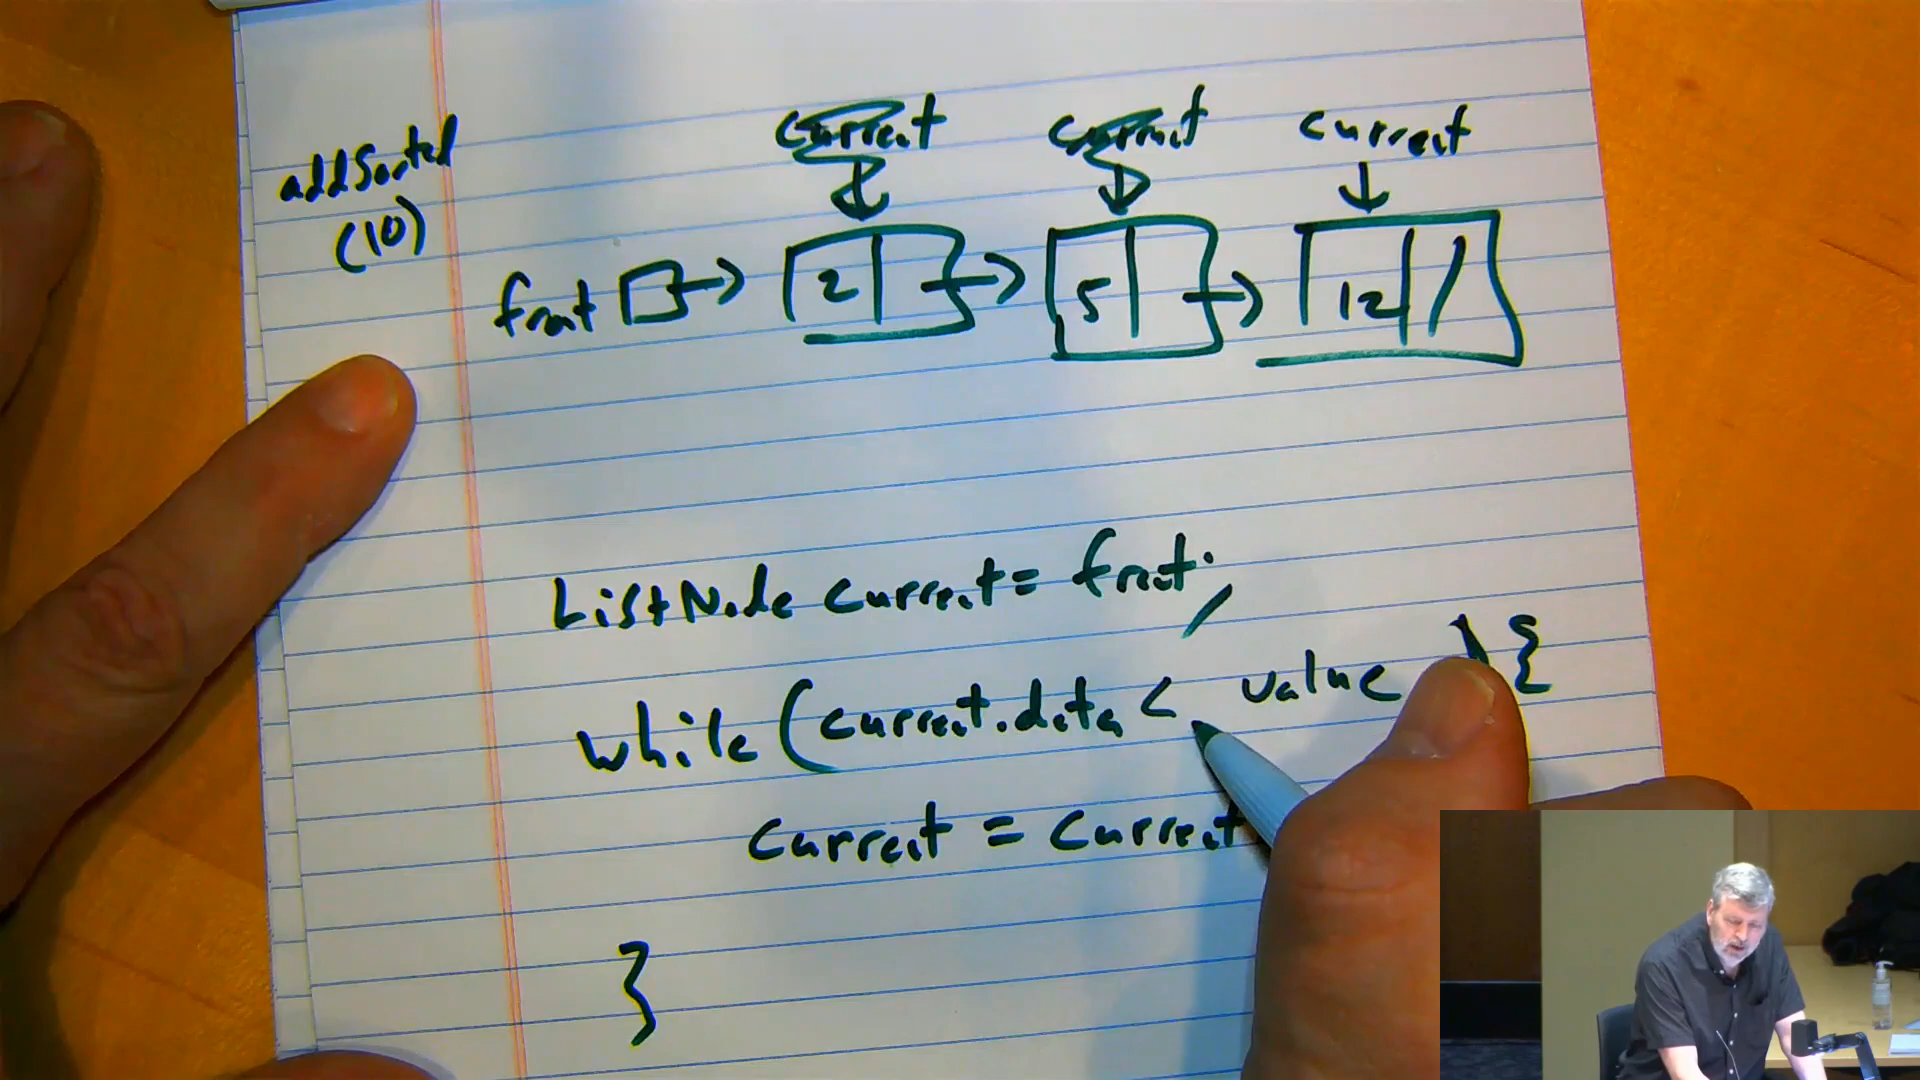 addSorted
(10)
current current current
front 2 5 12 /
ListNode current = front;
while (current.data < value ) {
current = current
}